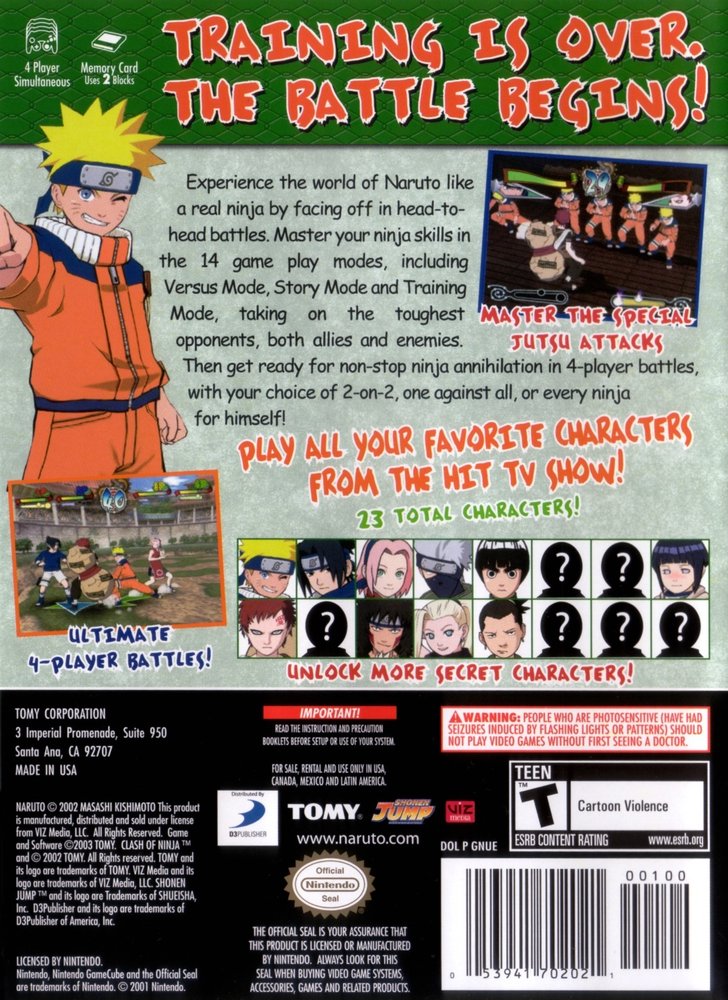 TRAINING IS OVER.
THE BATTLE BEGINS!
4 Player
Simultaneous
Memory Card
Uses 2 Blocks
Experience the world of Naruto like
a real ninja by facing off in head-to-
head battles. Master your ninja skills in
the 14 game play modes, including
Versus Mode, Story Mode and Training
Mode, taking on the toughest
opponents, both allies and enemies.
Then get ready for non-stop ninja annihilation in 4-player battles,
with your choice of 2-on-2, one against all, or every ninja
for himself!
MASTER THE SPECIAL
JUTSU ATTACKS
PLAY ALL YOUR FAVORITE CHARACTERS
FROM THE HIT TV SHOW!
23 TOTAL CHARACTERS!
? ?
? ? ? ?
ULTIMATE
4-PLAYER BATTLES!
UNLOCK MORE SECRET CHARACTERS!
TOMY CORPORATION
3 Imperial Promenade, Suite 950
Santa Ana, CA 92707
MADE IN USA
IMPORTANT!
READ THE INSTRUCTION AND PRECAUTION
BOOKLETS BEFORE SETUP OR USE OF YOUR SYSTEM.
FOR SALE, RENTAL AND USE ONLY IN USA,
CANADA, MEXICO AND LATIN AMERICA.
WARNING: PEOPLE WHO ARE PHOTOSENSITIVE (HAVE HAD
SEIZURES INDUCED BY FLASHING LIGHTS OR PATTERNS) SHOULD
NOT PLAY VIDEO GAMES WITHOUT FIRST SEEING A DOCTOR.
TEEN
T™
Cartoon Violence
ESRB CONTENT RATING www.esrb.org
NARUTO © 2002 MASASHI KISHIMOTO This product
is manufactured, distributed and sold under license
from VIZ Media, LLC. All Rights Reserved. Game
and Software ©2003 TOMY. CLASH OF NINJA ™
and © 2002 TOMY. All Rights reserved. TOMY and
its logo are trademarks of TOMY. VIZ Media and its
logo are trademarks of VIZ Media, LLC. SHONEN
JUMP ™ and its logo are Trademarks of SHUEISHA,
Inc. D3Publisher and its logo are trademarks of
D3Publisher of America, Inc.
LICENSED BY NINTENDO.
Nintendo, Nintendo GameCube and the Official Seal
are trademarks of Nintendo. © 2001 Nintendo.
Distributed By
D3PUBLISHER
TOMY
SHONEN
JUMP
VIZ
media
www.naruto.com
DOL P GNUE
Official
Nintendo
Seal
THE OFFICIAL SEAL IS YOUR ASSURANCE THAT
THIS PRODUCT IS LICENSED OR MANUFACTURED
BY NINTENDO. ALWAYS LOOK FOR THIS
SEAL WHEN BUYING VIDEO GAME SYSTEMS,
ACCESSORIES, GAMES AND RELATED PRODUCTS.
00100
0 53941 70202 1